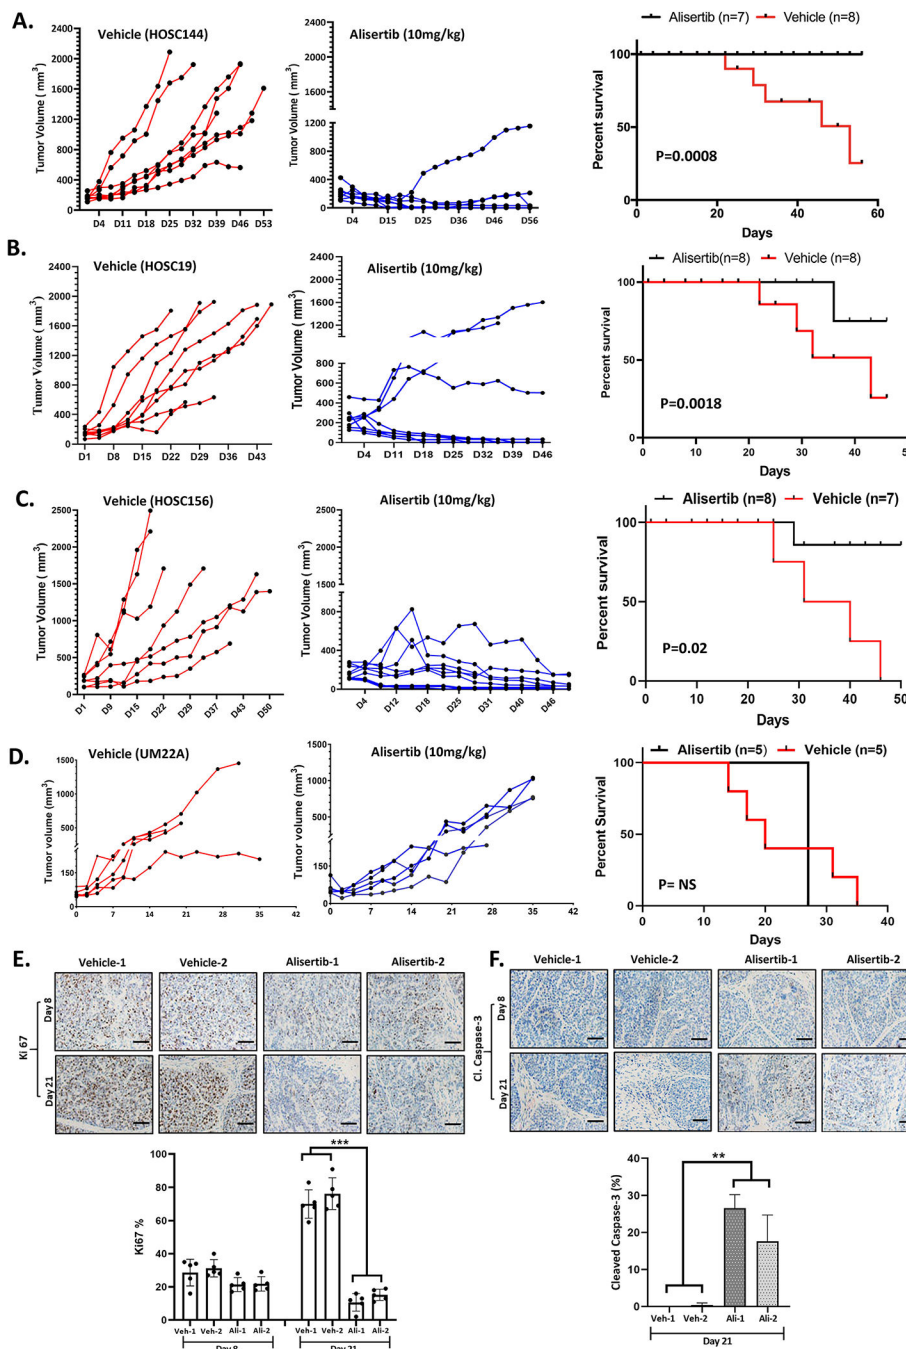 A.
Vehicle (HOSC144)
Tumor Volume ( mm³)
2400
2000
1600
1200
800
400
0
D4 D11 D18 D25 D32 D39 D46 D53
Alisertib (10mg/kg)
Tumor Volume ( mm³)
2400
2000
1600
1200
1200
800
400
0
D4 D15 D25 D36 D46 D56
Alisertib (n=7) Vehicle (n=8)
Percent survival
100
50
0
P=0.0008
20 40 60
Days
B.
Vehicle (HOSC19)
Tumor Volume ( mm³)
2400
2000
1600
1200
800
400
0
D1 D8 D15 D22 D29 D36 D43
Alisertib (10mg/kg)
Tumor Volume ( mm³)
2400
2000
1600
1200
800
600
400
200
0
D4 D11 D18 D25 D32 D39 D46
Alisertib(n=8) Vehicle (n=8)
Percent survival
100
50
0
P=0.0018
0 10 20 30 40 50
Days
C.
Vehicle (HOSC156)
Tumor Volume ( mm³)
2500
2000
1500
1000
500
0
D1 D9 D15 D22 D29 D37 D43 D50
Alisertib (10mg/kg)
Tumor Volume ( mm³)
2500
2000
1500
1000
800
400
0
D4 D12 D18 D25 D31 D40 D46
Alisertib (n=8) Vehicle (n=7)
Percent survival
100
50
0
P=0.02
0 10 20 30 40 50
Days
D.
Vehicle (UM22A)
Tumor volume (mm³)
1500
1000
500
150
0
0 7 14 21 28 35 42
Alisertib (10mg/kg)
Tumor volume (mm³)
1500
1000
500
150
0
0 7 14 21 28 35 42
Alisertib (n=5) Vehicle (n=5)
Percent Survival
100
50
0
P= NS
0 10 20 30 40
Days
E.
Vehicle-1 Vehicle-2 Alisertib-1 Alisertib-2
Ki 67
Day 8
Day 21
Ki67 %
100
80
60
40
20
0
***
Veh-1 Veh-2 Ali-1 Ali-2 Veh-1 Veh-2 Ali-1 Ali-2
Day 8 Day 21
F.
Vehicle-1 Vehicle-2 Alisertib-1 Alisertib-2
Cl. Caspase-3
Day 8
Day 21
Cleaved Caspase-3 (%)
40
30
20
10
0
**
Veh-1 Veh-2 Ali-1 Ali-2
Day 21